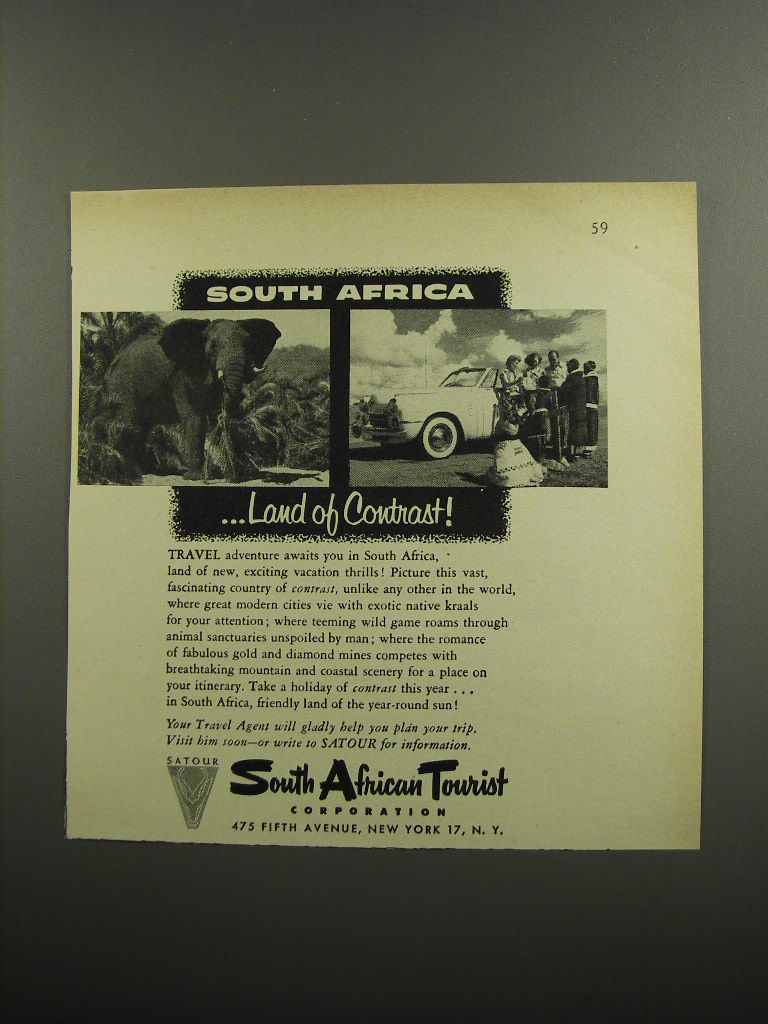 59
SOUTH AFRICA
...Land of Contrast!
TRAVEL adventure awaits you in South Africa,
land of new, exciting vacation thrills! Picture this vast,
fascinating country of contrast, unlike any other in the world,
where great modern cities vie with exotic native kraals
for your attention; where teeming wild game roams through
animal sanctuaries unspoiled by man; where the romance
of fabulous gold and diamond mines competes with
breathtaking mountain and coastal scenery for a place on
your itinerary. Take a holiday of contrast this year . . .
in South Africa, friendly land of the year-round sun!
Your Travel Agent will gladly help you plan your trip.
Visit him soon—or write to SATOUR for information.
SATOUR
South African Tourist
CORPORATION
475 FIFTH AVENUE, NEW YORK 17, N. Y.